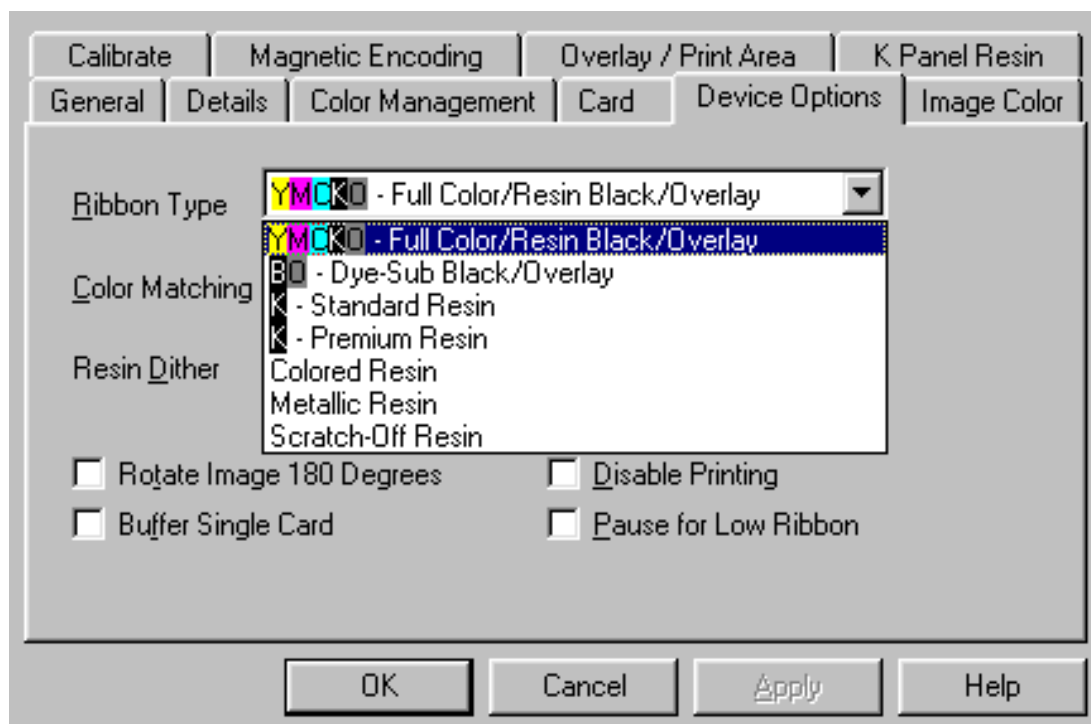 Calibrate Magnetic Encoding Overlay / Print Area K Panel Resin
General Details Color Management Card Device Options Image Color
Ribbon Type YMCKO - Full Color/Resin Black/Overlay
YMCKO - Full Color/Resin Black/Overlay
BO - Dye-Sub Black/Overlay
Color Matching
K - Standard Resin
K - Premium Resin
Resin Dither
Colored Resin
Metallic Resin
Scratch-Off Resin
Rotate Image 180 Degrees Disable Printing
Buffer Single Card Pause for Low Ribbon
OK Cancel Apply Help